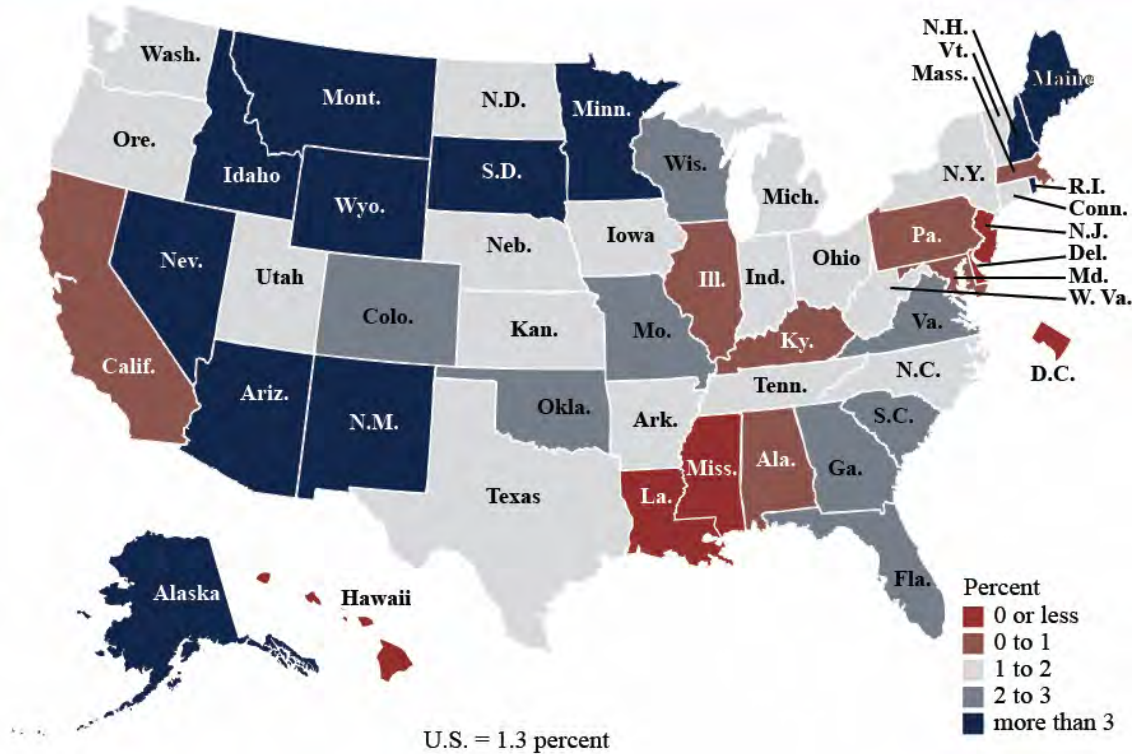 N.H.
Vt.
Mass.
Maine
Wash.
Mont.
N.D.
Minn.
Ore.
Idaho
S.D.
Wis.
N.Y.
Mich.
R.I.
Conn.
Wyo.
N.J.
Pa.
Iowa
Neb.
Nev.
Ohio
Del.
Md.
Utah
Ill.
Ind.
W. Va.
Colo.
Kan.
Mo.
Va.
Ky.
Calif.
D.C.
N.C.
Tenn.
Ariz.
Okla.
N.M.
Ark.
S.C.
Miss.
Ala.
Ga.
Texas
La.
Fla.
Alaska
Hawaii
Percent
0 or less
0 to 1
1 to 2
2 to 3
more than 3
U.S. = 1.3 percent